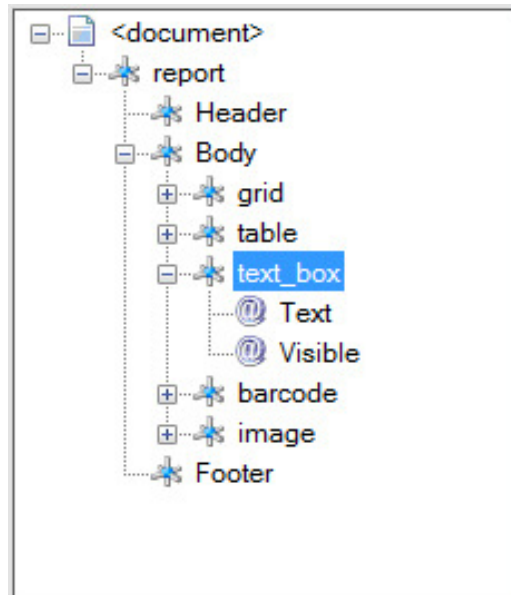 <document>
report
Header
Body
grid
table
text_box
Text
Visible
barcode
image
Footer